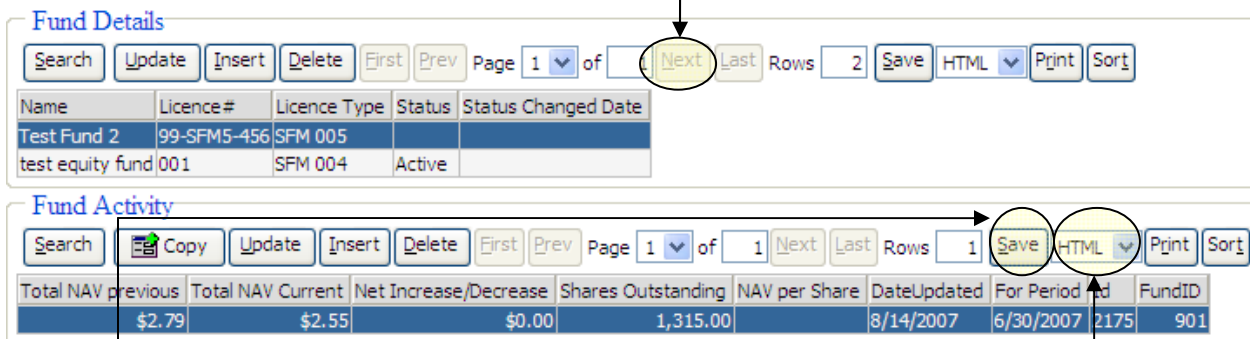 Fund Details
Search Update Insert Delete First Prev Page 1 of 1 Next Last Rows 2 Save HTML Print Sort
Name Licence# Licence Type Status Status Changed Date
Test Fund 2 99-SFM5-456 SFM 005
test equity fund 001 SFM 004 Active
Fund Activity
Search Copy Update Insert Delete First Prev Page 1 of 1 Next Last Rows 1 Save HTML Print Sort
Total NAV previous Total NAV Current Net Increase/Decrease Shares Outstanding NAV per Share DateUpdated For Period Id FundID
$2.79 $2.55 $0.00 1,315.00 8/14/2007 6/30/2007 2175 901